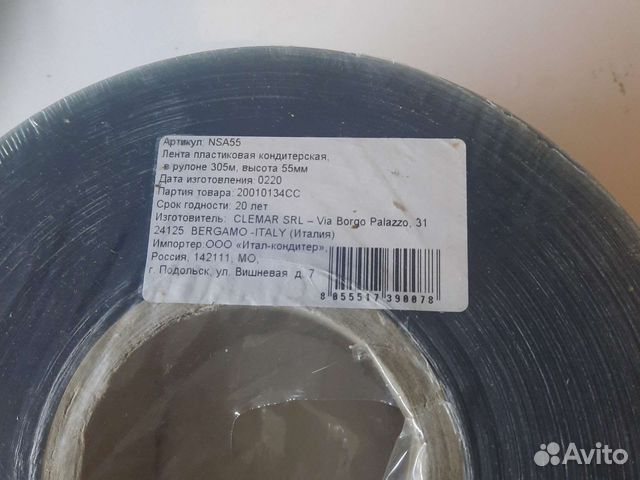 Артикул: NSA55
Лента пластиковая кондитерская,
в рулоне 305м, высота 55мм
Дата изготовления: 0220
Партия товара: 20010134CC
Срок годности: 20 лет
Изготовитель: CLEMAR SRL – Via Borgo Palazzo, 31
24125 BERGAMO -ITALY (Италия)
Импортер:ООО «Итал-кондитер»,
Россия, 142111, МО,
г. Подольск, ул. Вишневая д. 7
8 055517 390078
Avito